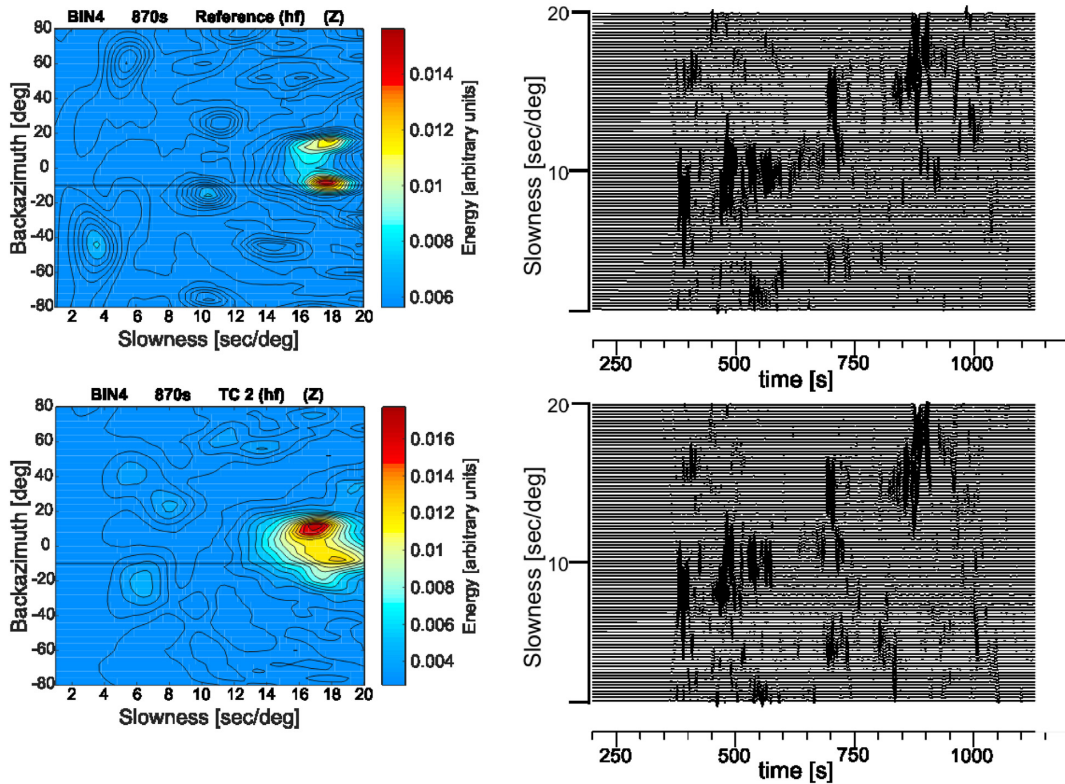 BIN4 870s Reference (hf) (Z)
80
60
40
20
0
-20
-40
-60
-80
Backazimuth [deg]
2 4 6 8 10 12 14 16 18 20
Slowness [sec/deg]
0.014
0.012
0.01
0.008
0.006
Energy [arbitrary units]
20
10
Slowness [sec/deg]
250 500 750 1000
time [s]
BIN4 870s TC 2 (hf) (Z)
80
60
40
20
0
-20
-40
-60
-80
Backazimuth [deg]
2 4 6 8 10 12 14 16 18 20
Slowness [sec/deg]
0.016
0.014
0.012
0.01
0.008
0.006
0.004
Energy [arbitrary units]
20
10
Slowness [sec/deg]
250 500 750 1000
time [s]